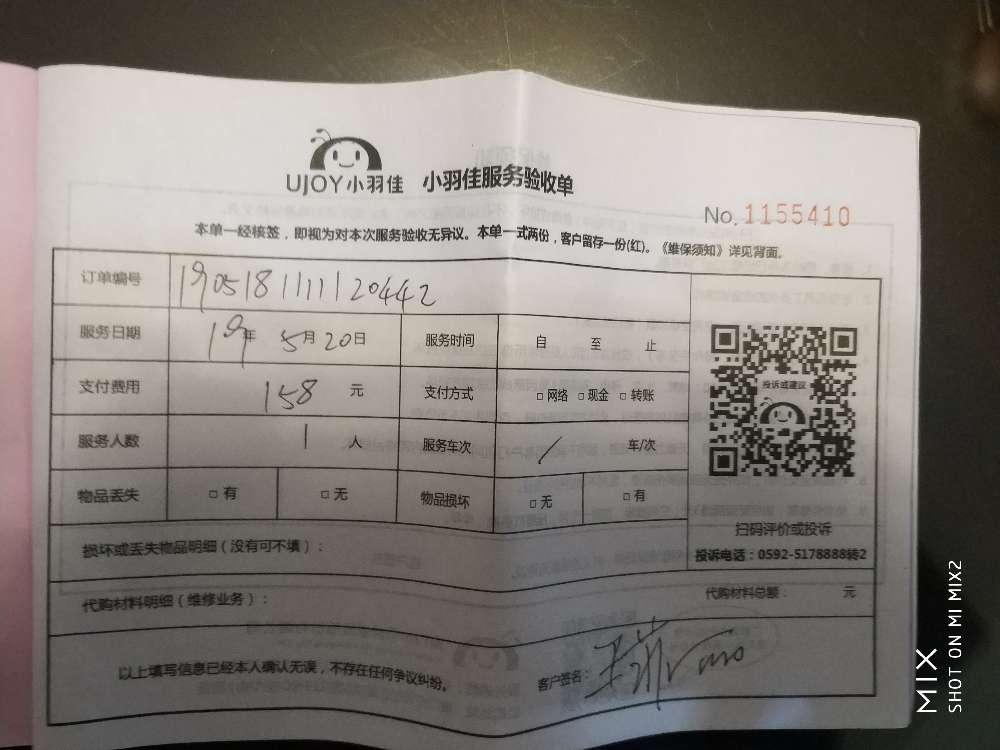 UJOY小羽佳 小羽佳服务验收单
No. 1155410
本单一经核签，即视为对本次服务验收无异议。本单一式两份，客户留存一份(红)。《维保须知》详见背面。
订单编号 190518111120442
服务日期 19年 5月20日 服务时间 自 至 止
支付费用 158 元 支付方式 □ 网络 □ 现金 □ 转账
服务人数 1 人 服务车次 / 车/次
物品丢失 □ 有 □ 无 物品损坏 □ 无 □ 有
投诉或建议
扫码评价或投诉
投诉电话：0592-5178888转2
损坏或丢失物品明细（没有可不填）：
代购材料明细（维修业务）： 代购材料总额： 元
以上填写信息已经本人确认无误，不存在任何争议纠纷。 客户签名：
MIX
SHOT ON MI MIX2